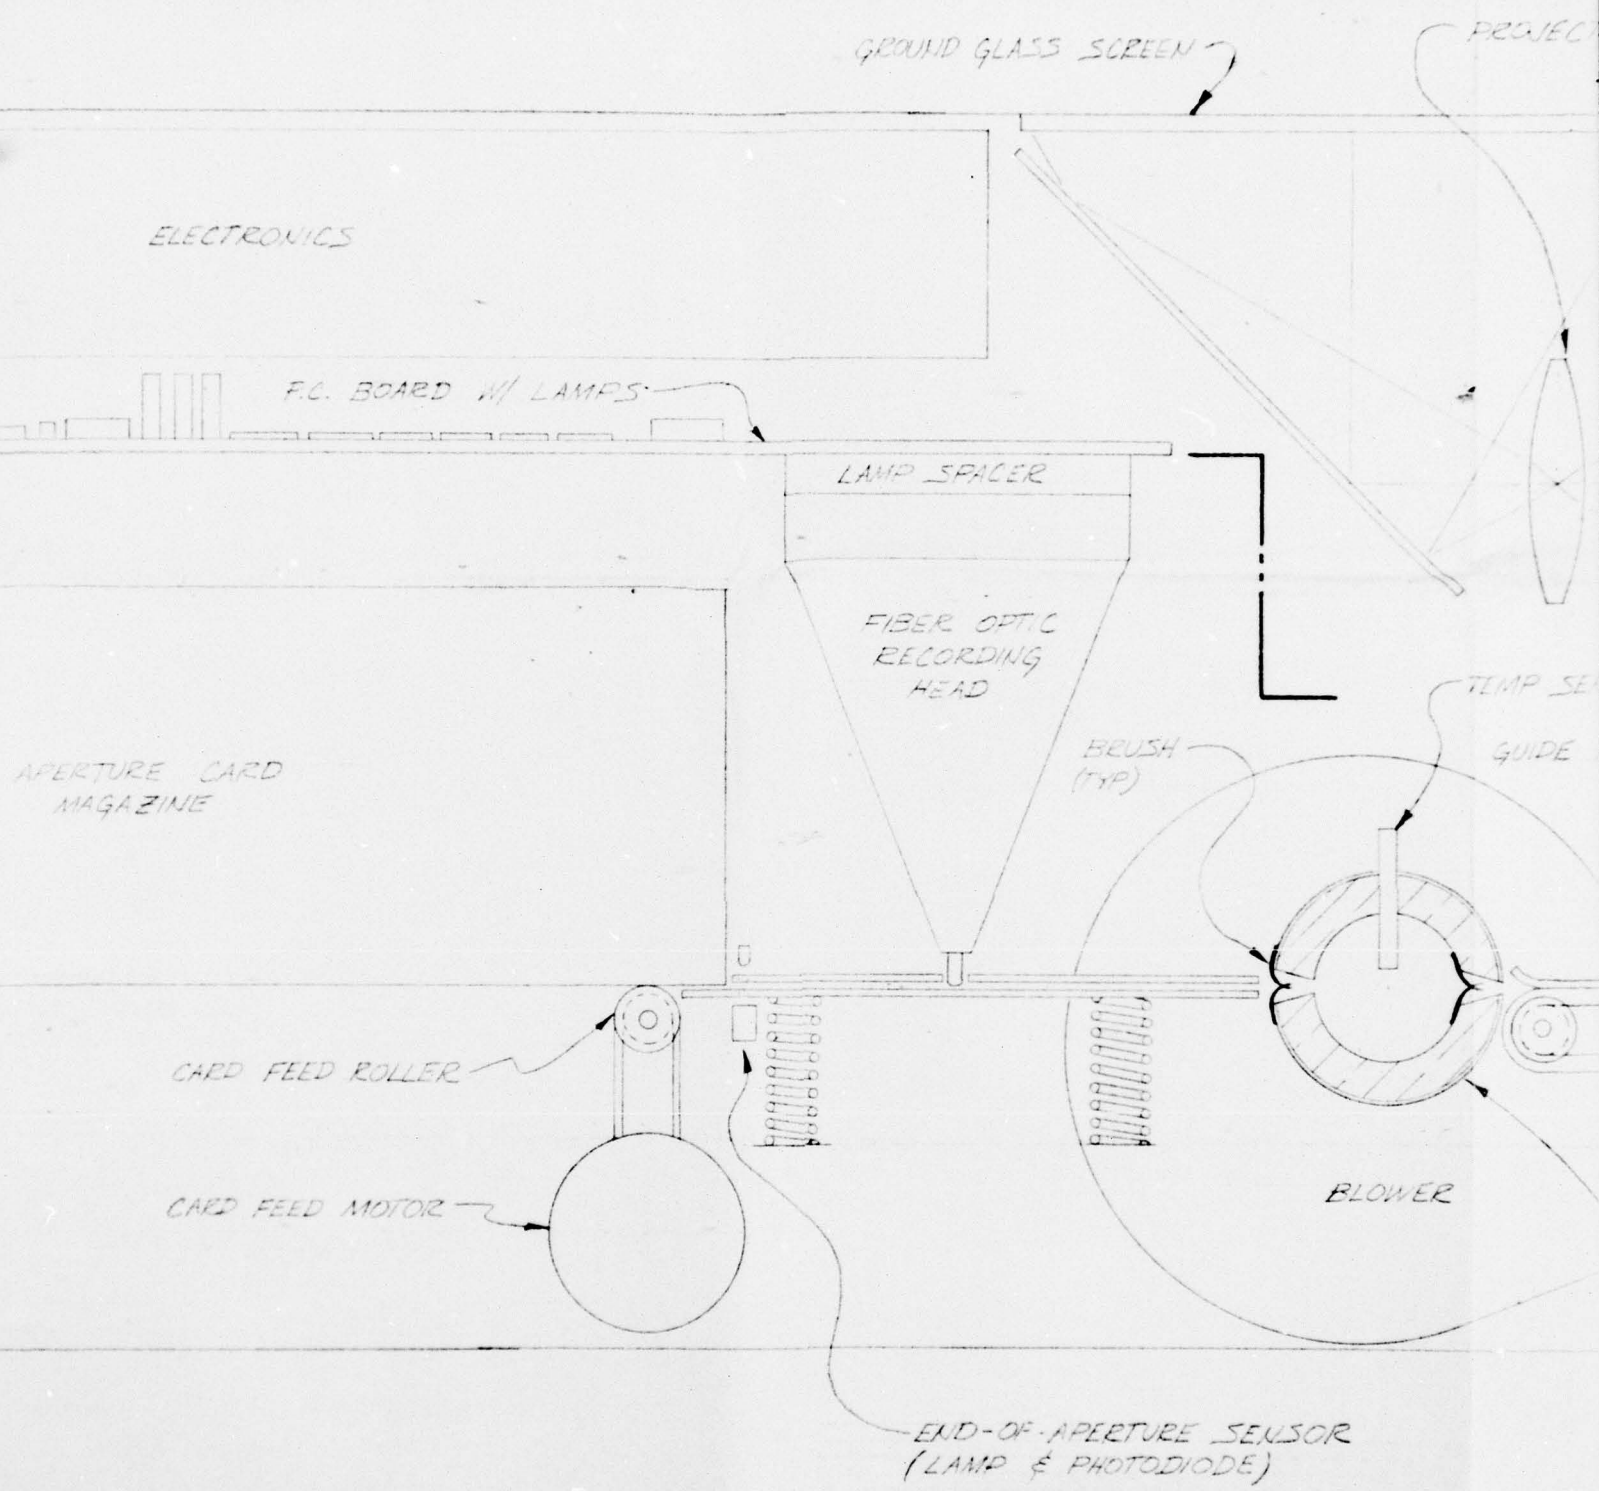 GROUND GLASS SCREEN
ELECTRONICS
P.C. BOARD W/ LAMPS
LAMP SPACER
FIBER OPTIC
RECORDING
HEAD
TEMP
BRUSH
(TYP)
GUIDE
APERTURE CARD
MAGAZINE
CARD FEED ROLLER
CARD FEED MOTOR
BLOWER
END-OF-APERTURE SENSOR
(LAMP & PHOTODIODE)